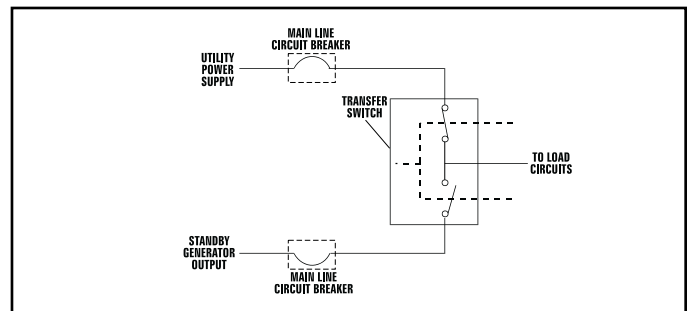 MAIN LINE
CIRCUIT BREAKER
UTILITY
POWER
SUPPLY
TRANSFER
SWITCH
TO LOAD
CIRCUITS
STANDBY
GENERATOR
OUTPUT
MAIN LINE
CIRCUIT BREAKER